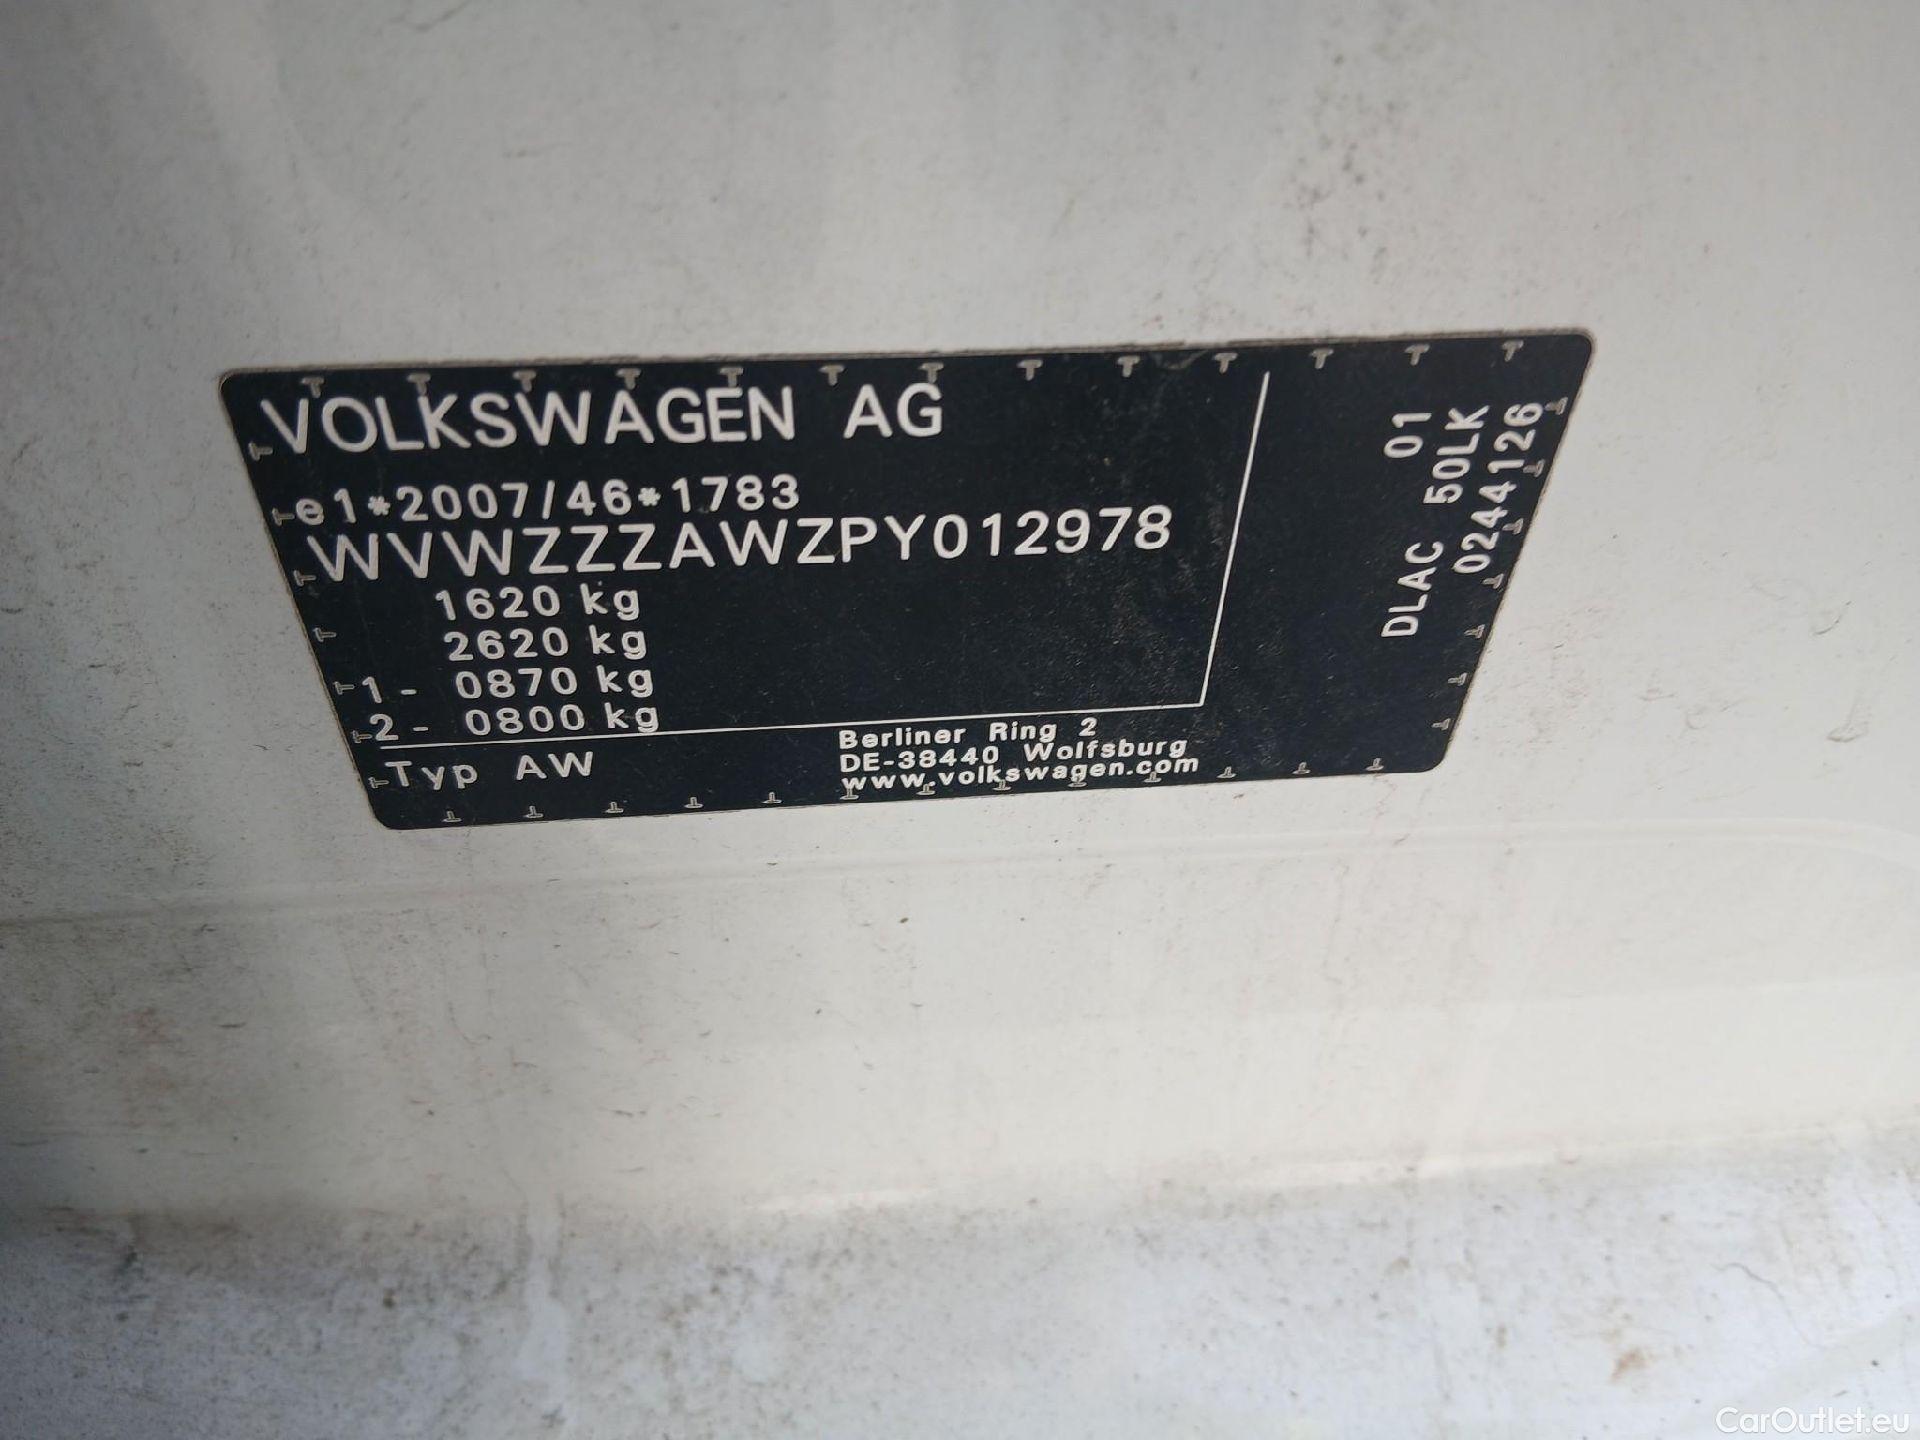 VOLKSWAGEN AG
e1*2007/46*1783
WVWZZZAWZPY012978
1620 kg
2620 kg
1- 0870 kg
2- 0800 kg
Typ AW
Berliner Ring 2
DE-38440 Wolfsburg
www.volkswagen.com
DLAC 01
50LK
0244126
CarOutlet.eu